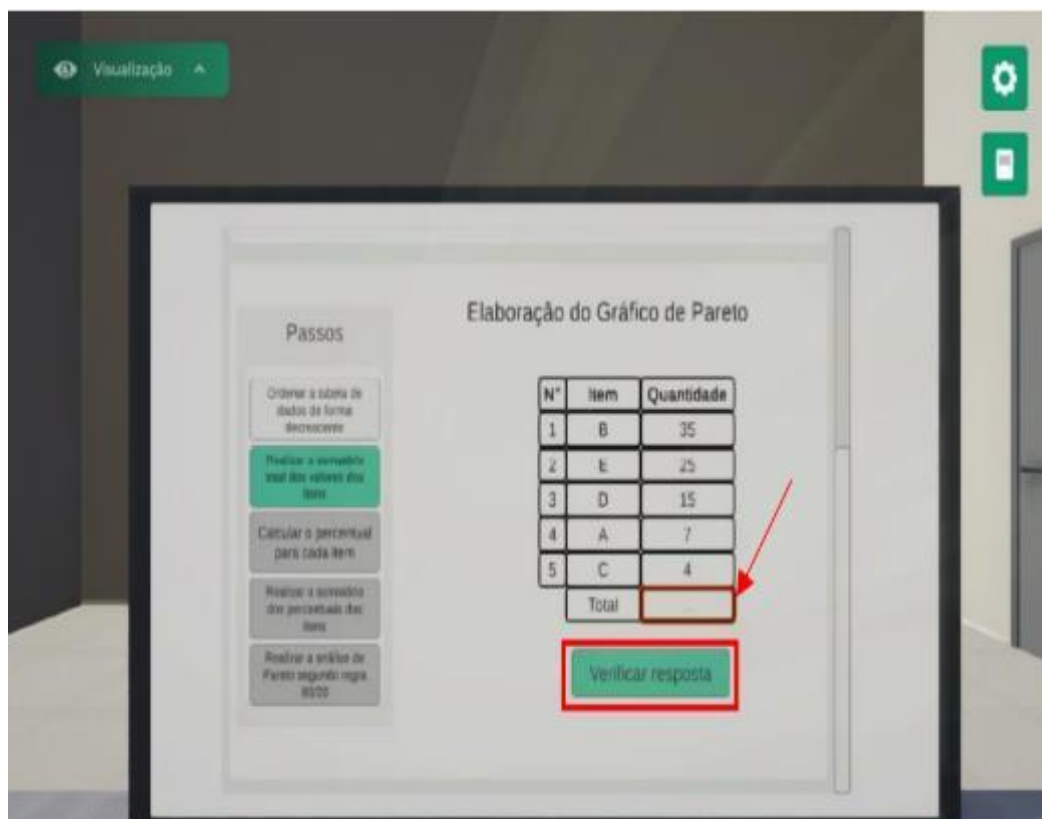 Visualização
Elaboração do Gráfico de Pareto
Passos
Ordenar a tabela de
dados de forma
decrescente
Realizar o somatório
total dos valores dos
itens
Calcular o percentual
para cada item
Realizar o somatório
dos percentuais dos
itens
Realizar a análise de
Pareto segundo regra
80/20
N° Item Quantidade
1 B 35
2 E 25
3 D 15
4 A 7
5 C 4
Total ...
Verificar resposta